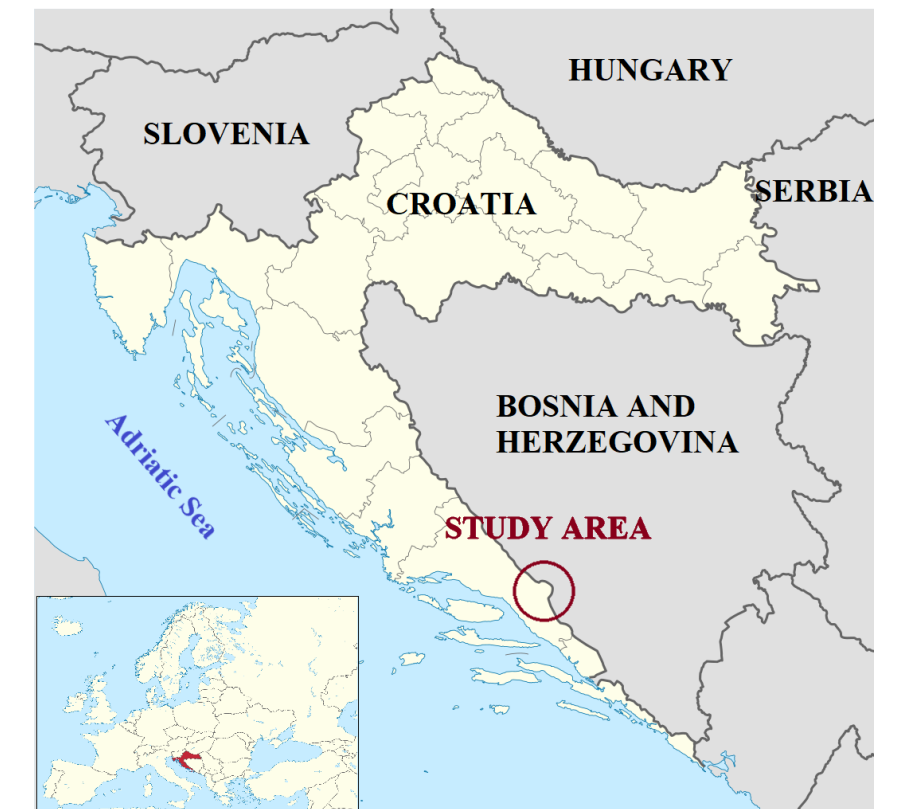 HUNGARY
SLOVENIA
SERBIA
CROATIA
BOSNIA AND
HERZEGOVINA
Adriatic Sea
STUDY AREA